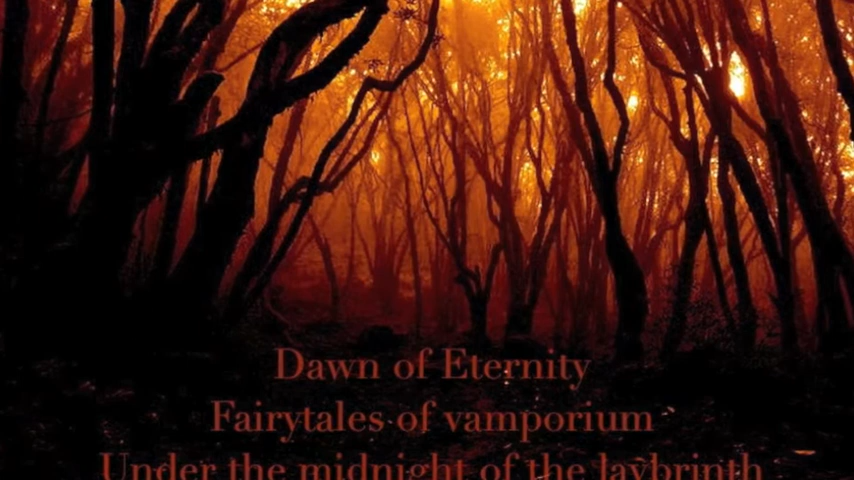 Dawn of Eternity
Fairytales of vamporium
Under the midnight of the laybrinth